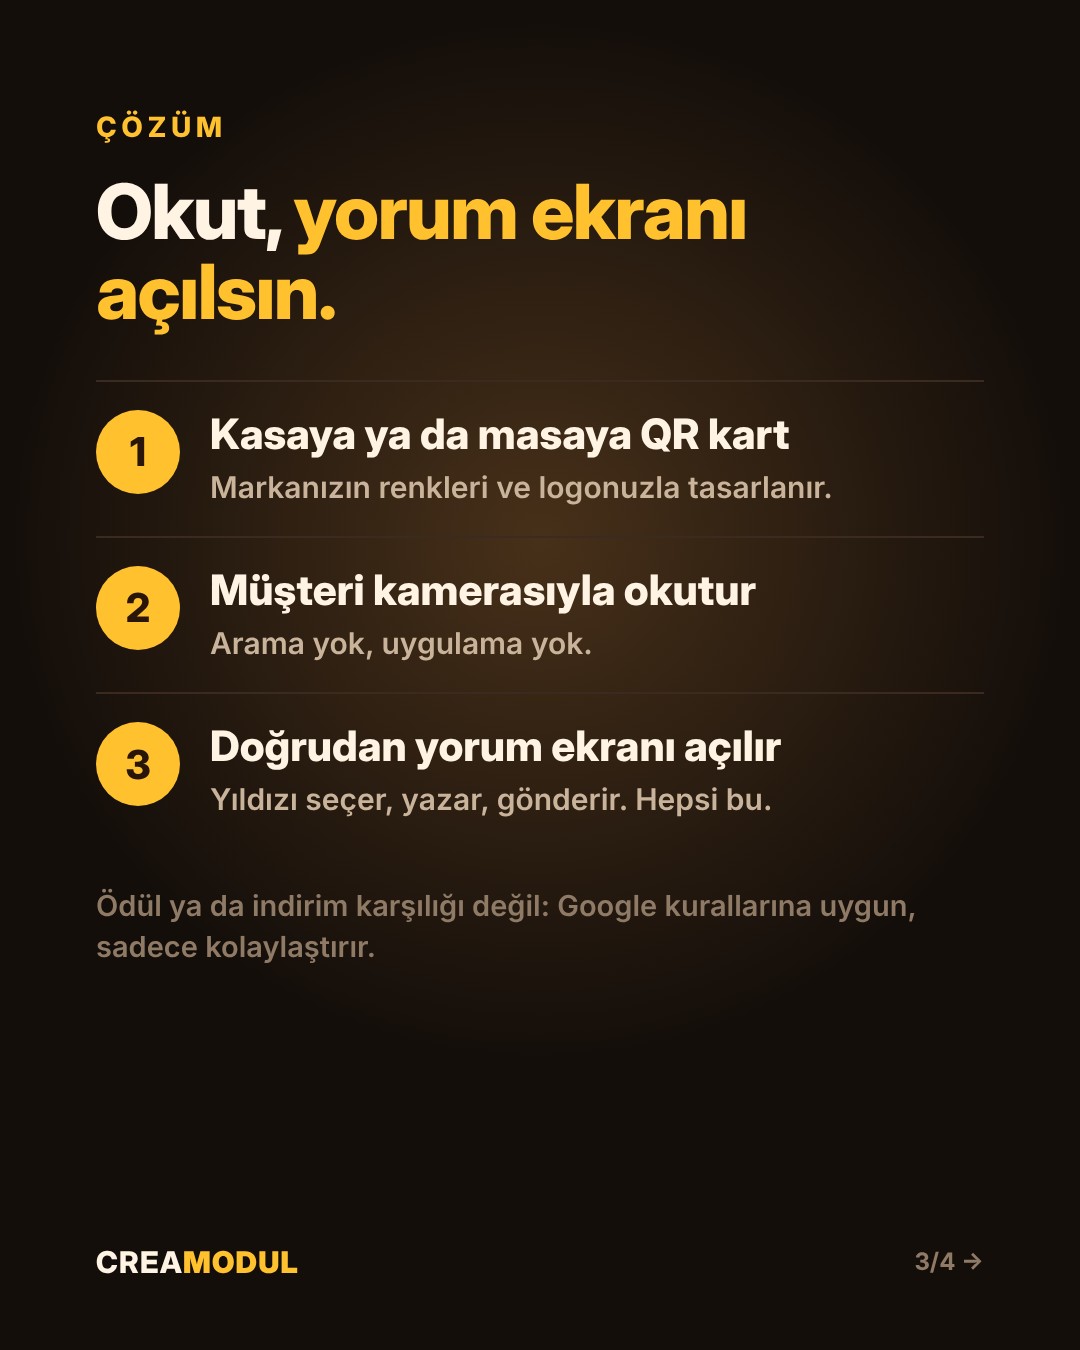 ÇÖZÜM
Okut, yorum ekranı
açılsın.
1
Kasaya ya da masaya QR kart
Markanızın renkleri ve logonuzla tasarlanır.
2
Müşteri kamerasıyla okutur
Arama yok, uygulama yok.
3
Doğrudan yorum ekranı açılır
Yıldızı seçer, yazar, gönderir. Hepsi bu.
Ödül ya da indirim karşılığı değil: Google kurallarına uygun,
sadece kolaylaştırır.
CREAMODUL
3/4 →